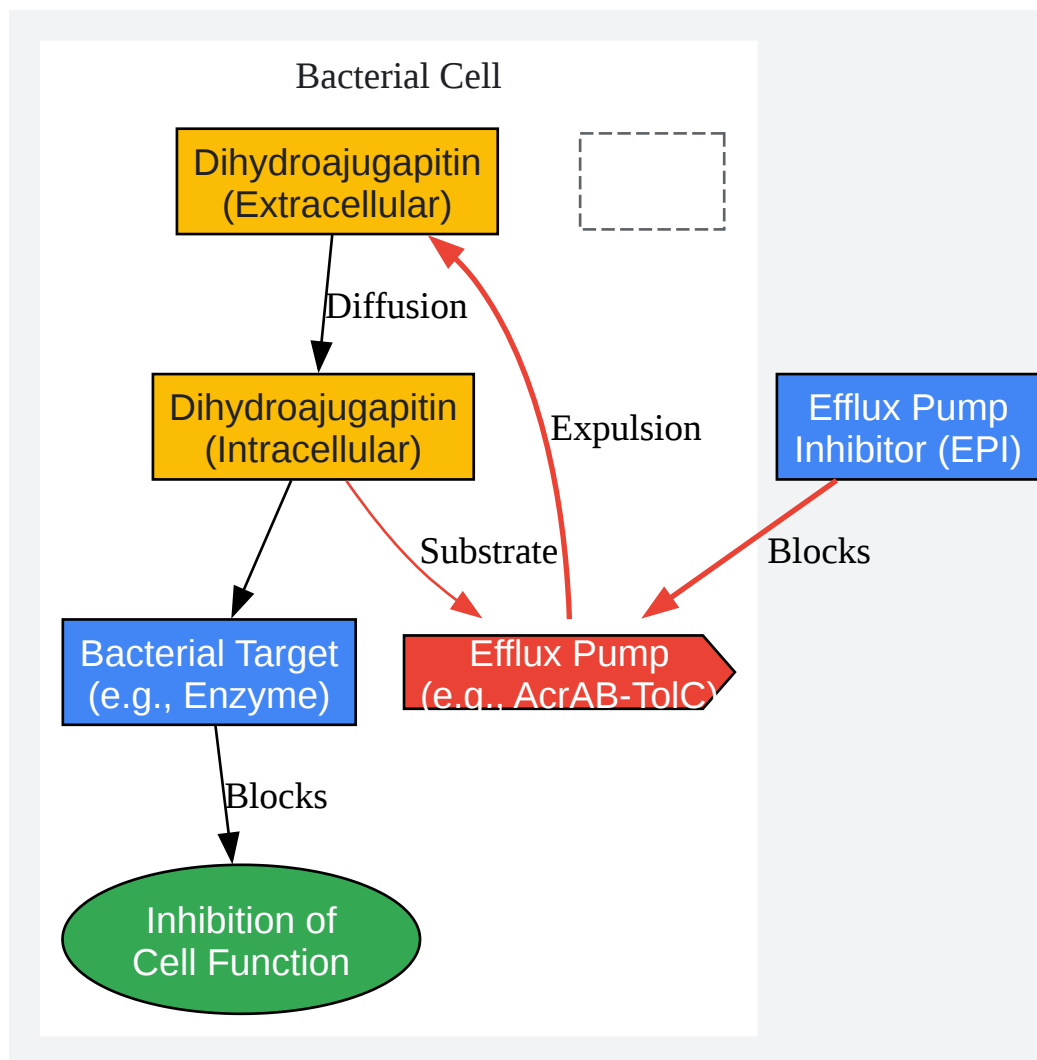 Bacterial Cell
Dihydroajugapitin
(Extracellular)
Diffusion
Dihydroajugapitin
(Intracellular)
Expulsion
Efflux Pump
Inhibitor (EPI)
Substrate
Blocks
Bacterial Target
(e.g., Enzyme)
Efflux Pump
(e.g., AcrAB-TolC)
Blocks
Inhibition of
Cell Function